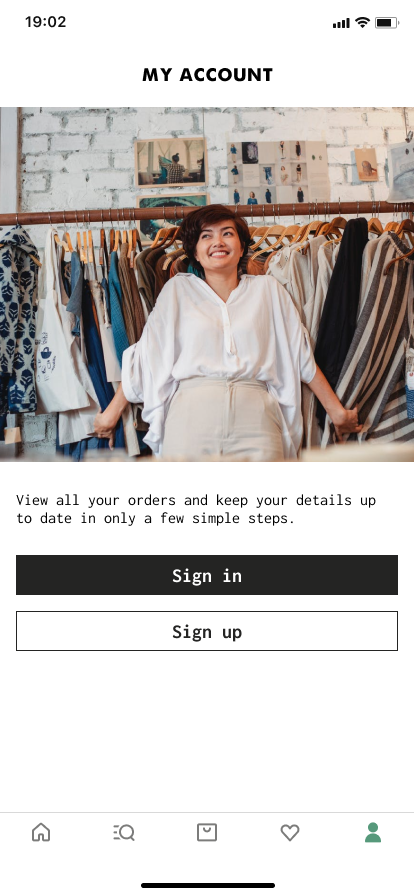 19:02
MY ACCOUNT
View all your orders and keep your details up
to date in only a few simple steps.
Sign in
Sign up